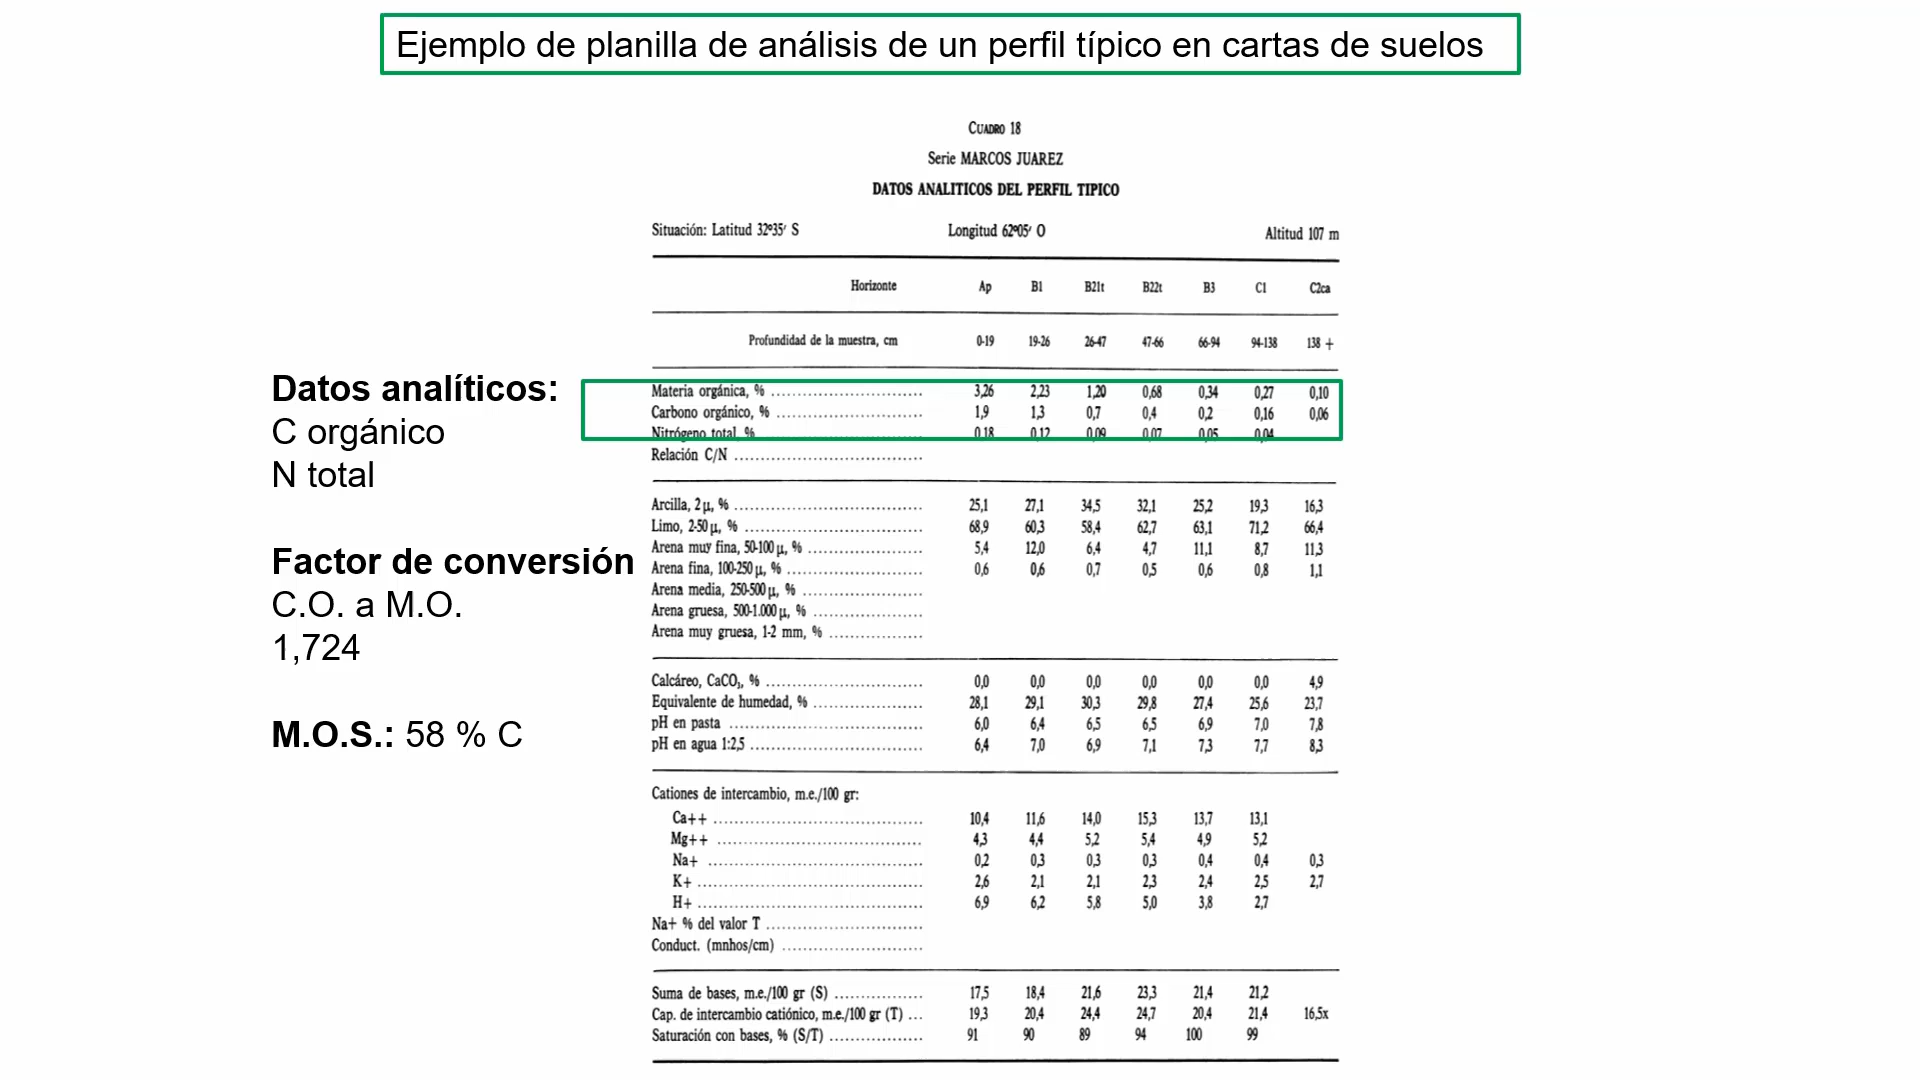 Ejemplo de planilla de análisis de un perfil típico en cartas de suelos
CUADRO 18
Serie MARCOS JUAREZ
DATOS ANALITICOS DEL PERFIL TIPICO
Situación: Latitud 32º35' S Longitud 62º05' O Altitud 107 m
Horizonte Ap B1 B21t B22t B3 C1 C2ca
Profundidad de la muestra, cm 0-19 19-26 26-47 47-66 66-94 94-138 138 +
Datos analíticos:
C orgánico
N total
Factor de conversión
C.O. a M.O.
1,724
M.O.S.: 58 % C
Materia orgánica, % 3,26 2,23 1,20 0,68 0,34 0,27 0,10
Carbono orgánico, % 1,9 1,3 0,7 0,4 0,2 0,16 0,06
Nitrógeno total, % 0,18 0,12 0,09 0,07 0,05 0,04
Relación C/N
Arcilla, 2 µ, % 25,1 27,1 34,5 32,1 25,2 19,3 16,3
Limo, 2-50 µ, % 68,9 60,3 58,4 62,7 63,1 71,2 66,4
Arena muy fina, 50-100 µ, % 5,4 12,0 6,4 4,7 11,1 8,7 11,3
Arena fina, 100-250 µ, % 0,6 0,6 0,7 0,5 0,6 0,8 1,1
Arena media, 250-500 µ, %
Arena gruesa, 500-1.000 µ, %
Arena muy gruesa, 1-2 mm, %
Calcáreo, CaCO₃, % 0,0 0,0 0,0 0,0 0,0 0,0 4,9
Equivalente de humedad, % 28,1 29,1 30,3 29,8 27,4 25,6 23,7
pH en pasta 6,0 6,4 6,5 6,5 6,9 7,0 7,8
pH en agua 1:2,5 6,4 7,0 6,9 7,1 7,3 7,7 8,3
Cationes de intercambio, m.e./100 gr:
Ca++ 10,4 11,6 14,0 15,3 13,7 13,1
Mg++ 4,3 4,4 5,2 5,4 4,9 5,2
Na+ 0,2 0,3 0,3 0,3 0,4 0,4 0,3
K+ 2,6 2,1 2,1 2,3 2,4 2,5 2,7
H+ 6,9 6,2 5,8 5,0 3,8 2,7
Na+ % del valor T
Conduct. (mnhos/cm)
Suma de bases, m.e./100 gr (S) 17,5 18,4 21,6 23,3 21,4 21,2
Cap. de intercambio catiónico, m.e./100 gr (T) 19,3 20,4 24,4 24,7 20,4 21,4 16,5x
Saturación con bases, % (S/T) 91 90 89 94 100 99